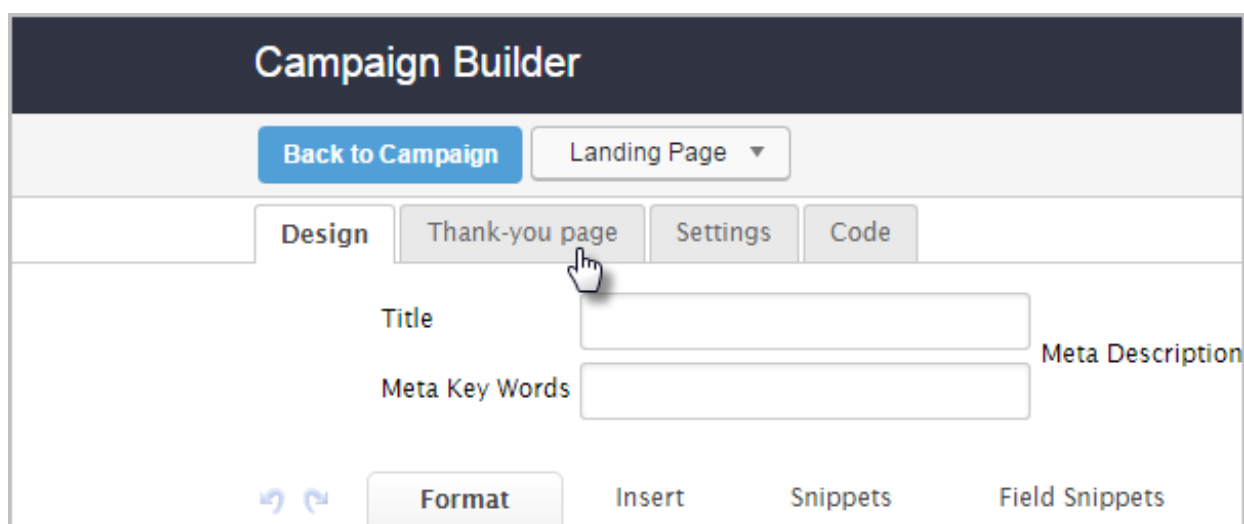 Campaign Builder
Back to Campaign Landing Page
Design Thank-you page Settings Code
Title
Meta Description
Meta Key Words
Format Insert Snippets Field Snippets